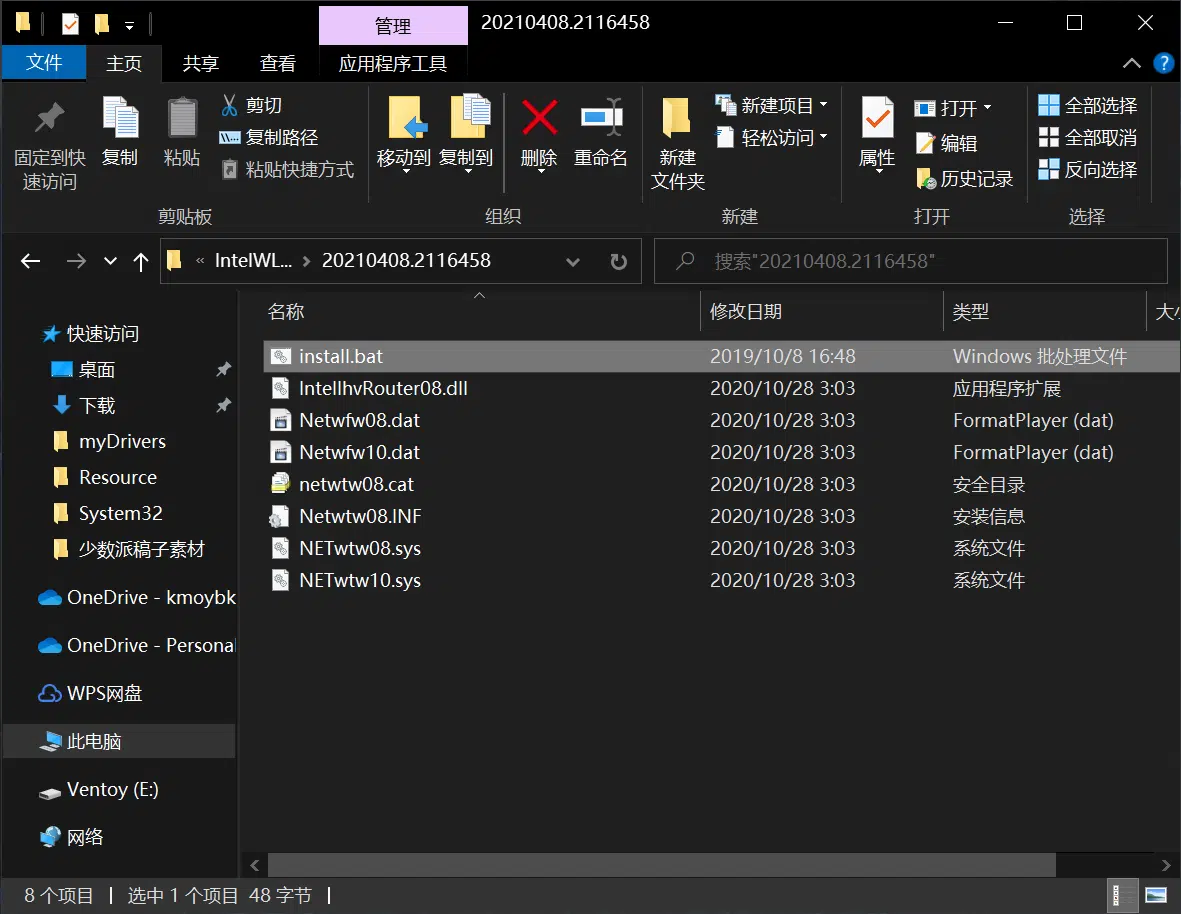 管理
20210408.2116458
文件
主页
共享
查看
应用程序工具
固定到快
速访问
复制
粘贴
剪切
复制路径
粘贴快捷方式
剪贴板
移动到
复制到
删除
重命名
组织
新建
文件夹
新建项目
轻松访问
新建
属性
打开
编辑
历史记录
打开
全部选择
全部取消
反向选择
选择
« IntelWL... › 20210408.2116458
搜索"20210408.2116458"
快速访问
桌面
下载
myDrivers
Resource
System32
少数派稿子素材
OneDrive - kmoybk
OneDrive - Personal
WPS网盘
此电脑
Ventoy (E:)
网络
名称 修改日期 类型 大小
install.bat 2019/10/8 16:48 Windows 批处理文件
IntelIhvRouter08.dll 2020/10/28 3:03 应用程序扩展
Netwfw08.dat 2020/10/28 3:03 FormatPlayer (dat)
Netwfw10.dat 2020/10/28 3:03 FormatPlayer (dat)
netwtw08.cat 2020/10/28 3:03 安全目录
Netwtw08.INF 2020/10/28 3:03 安装信息
NETwtw08.sys 2020/10/28 3:03 系统文件
NETwtw10.sys 2020/10/28 3:03 系统文件
8 个项目 选中 1 个项目 48 字节